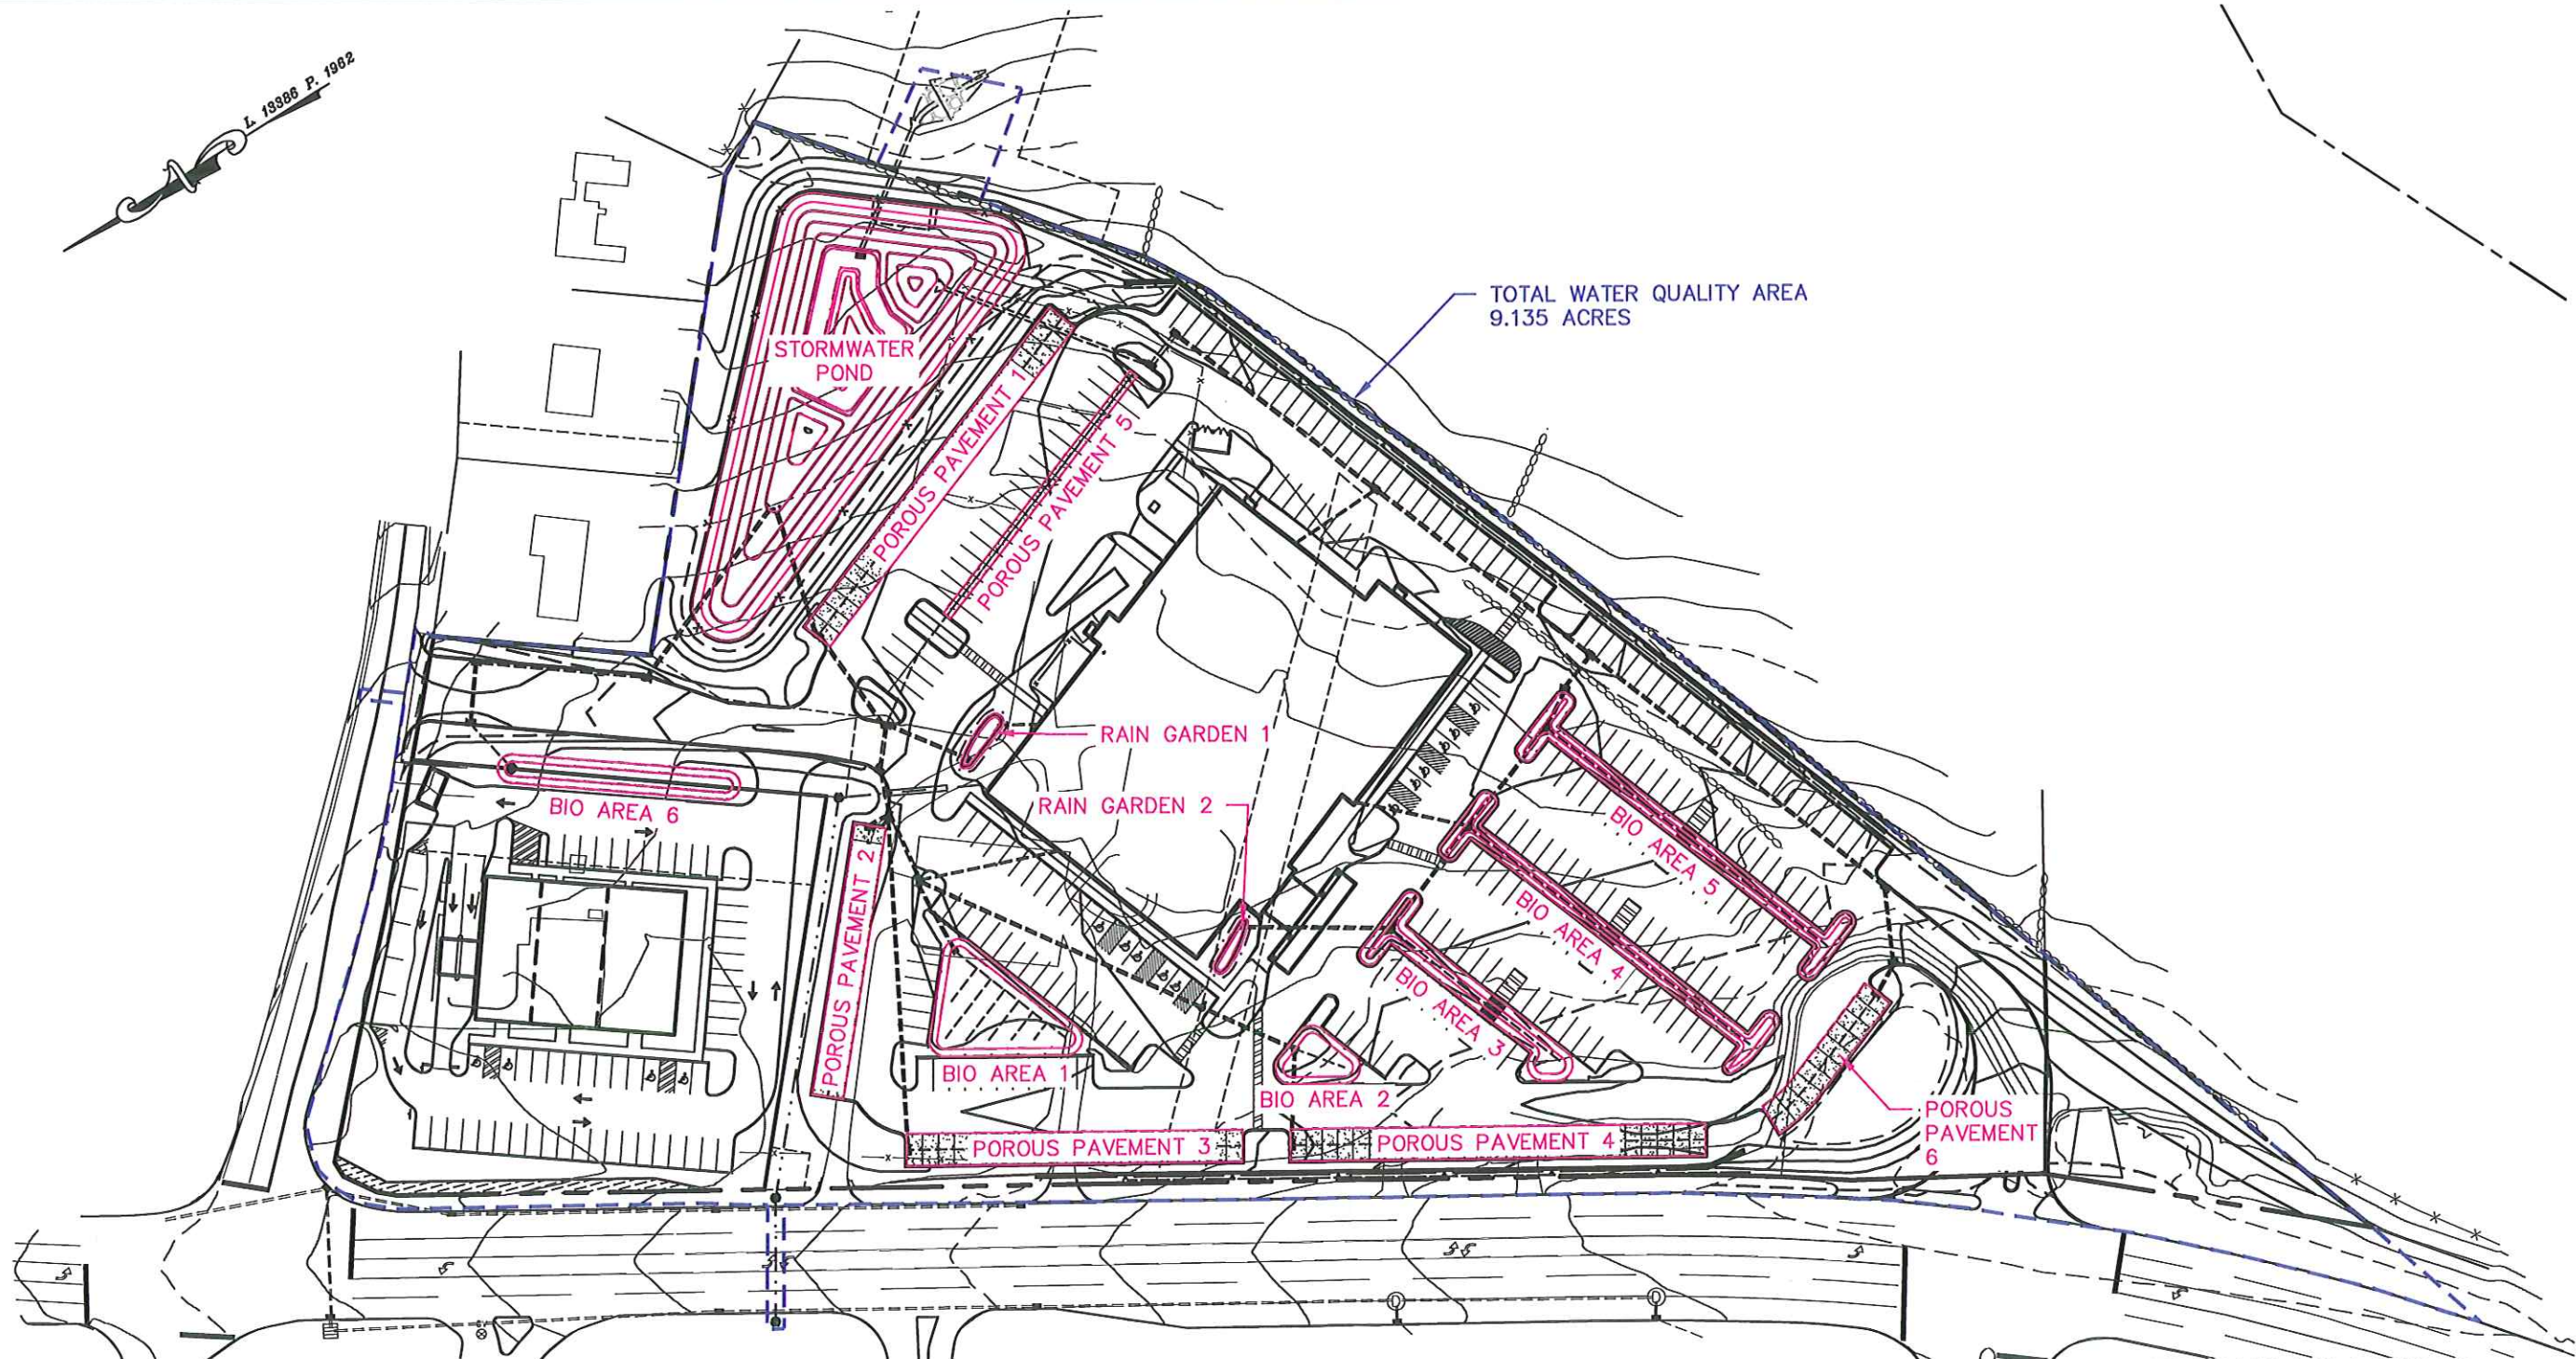 L. 13386 P. 1962
TOTAL WATER QUALITY AREA
9.135 ACRES
STORMWATER
POND
POROUS PAVEMENT 1
POROUS PAVEMENT 5
RAIN GARDEN 1
RAIN GARDEN 2
BIO AREA 6
BIO AREA 5
BIO AREA 4
BIO AREA 3
POROUS PAVEMENT 2
BIO AREA 1
BIO AREA 2
POROUS PAVEMENT 3
POROUS PAVEMENT 4
POROUS
PAVEMENT
6